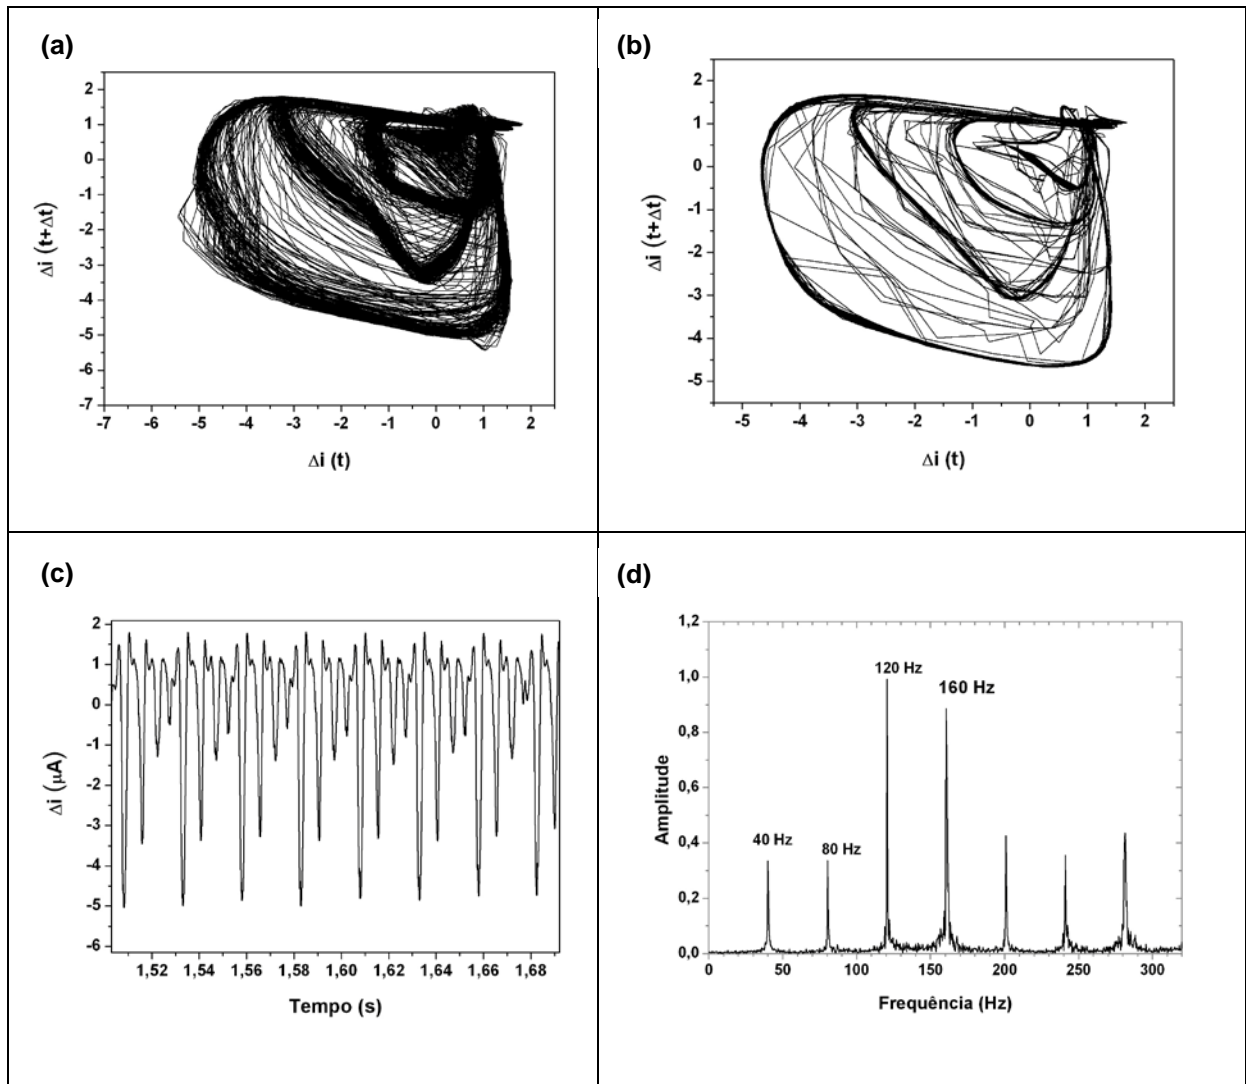 (a)
2
1
0
-1
-2
-3
-4
-5
-6
-7
Δi (t+Δt)
-7 -6 -5 -4 -3 -2 -1 0 1 2
Δi (t)
(b)
2
1
0
-1
-2
-3
-4
-5
Δi (t+Δt)
-5 -4 -3 -2 -1 0 1 2
Δi (t)
(c)
2
1
0
-1
-2
-3
-4
-5
-6
Δi (μA)
1,52 1,54 1,56 1,58 1,60 1,62 1,64 1,66 1,68
Tempo (s)
(d)
1,2
1,0
0,8
0,6
0,4
0,2
0,0
Amplitude
40 Hz
80 Hz
120 Hz
160 Hz
0 50 100 150 200 250 300
Frequência (Hz)